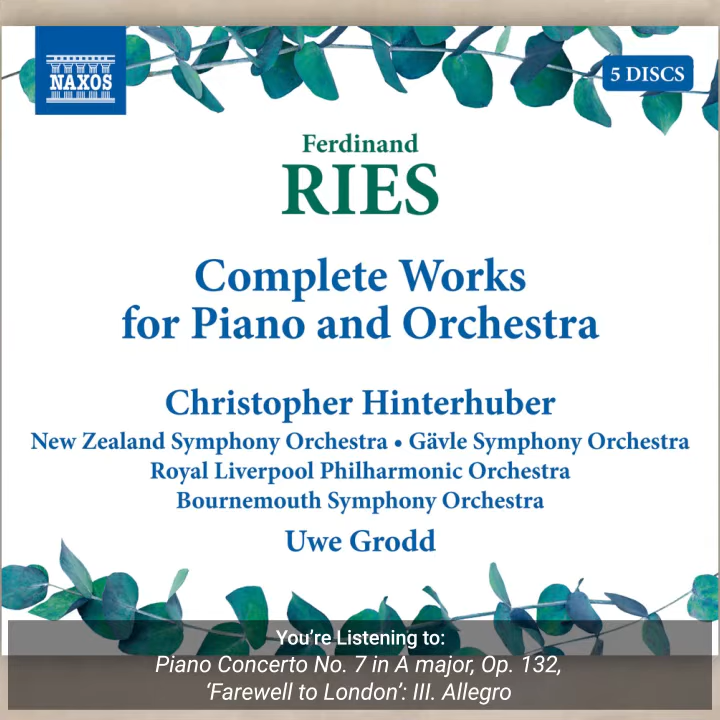 NAXOS
5 DISCS
Ferdinand
RIES
Complete Works
for Piano and Orchestra
Christopher Hinterhuber
New Zealand Symphony Orchestra • Gävle Symphony Orchestra
Royal Liverpool Philharmonic Orchestra
Bournemouth Symphony Orchestra
Uwe Grodd
You’re Listening to:
Piano Concerto No. 7 in A major, Op. 132,
‘Farewell to London’: III. Allegro